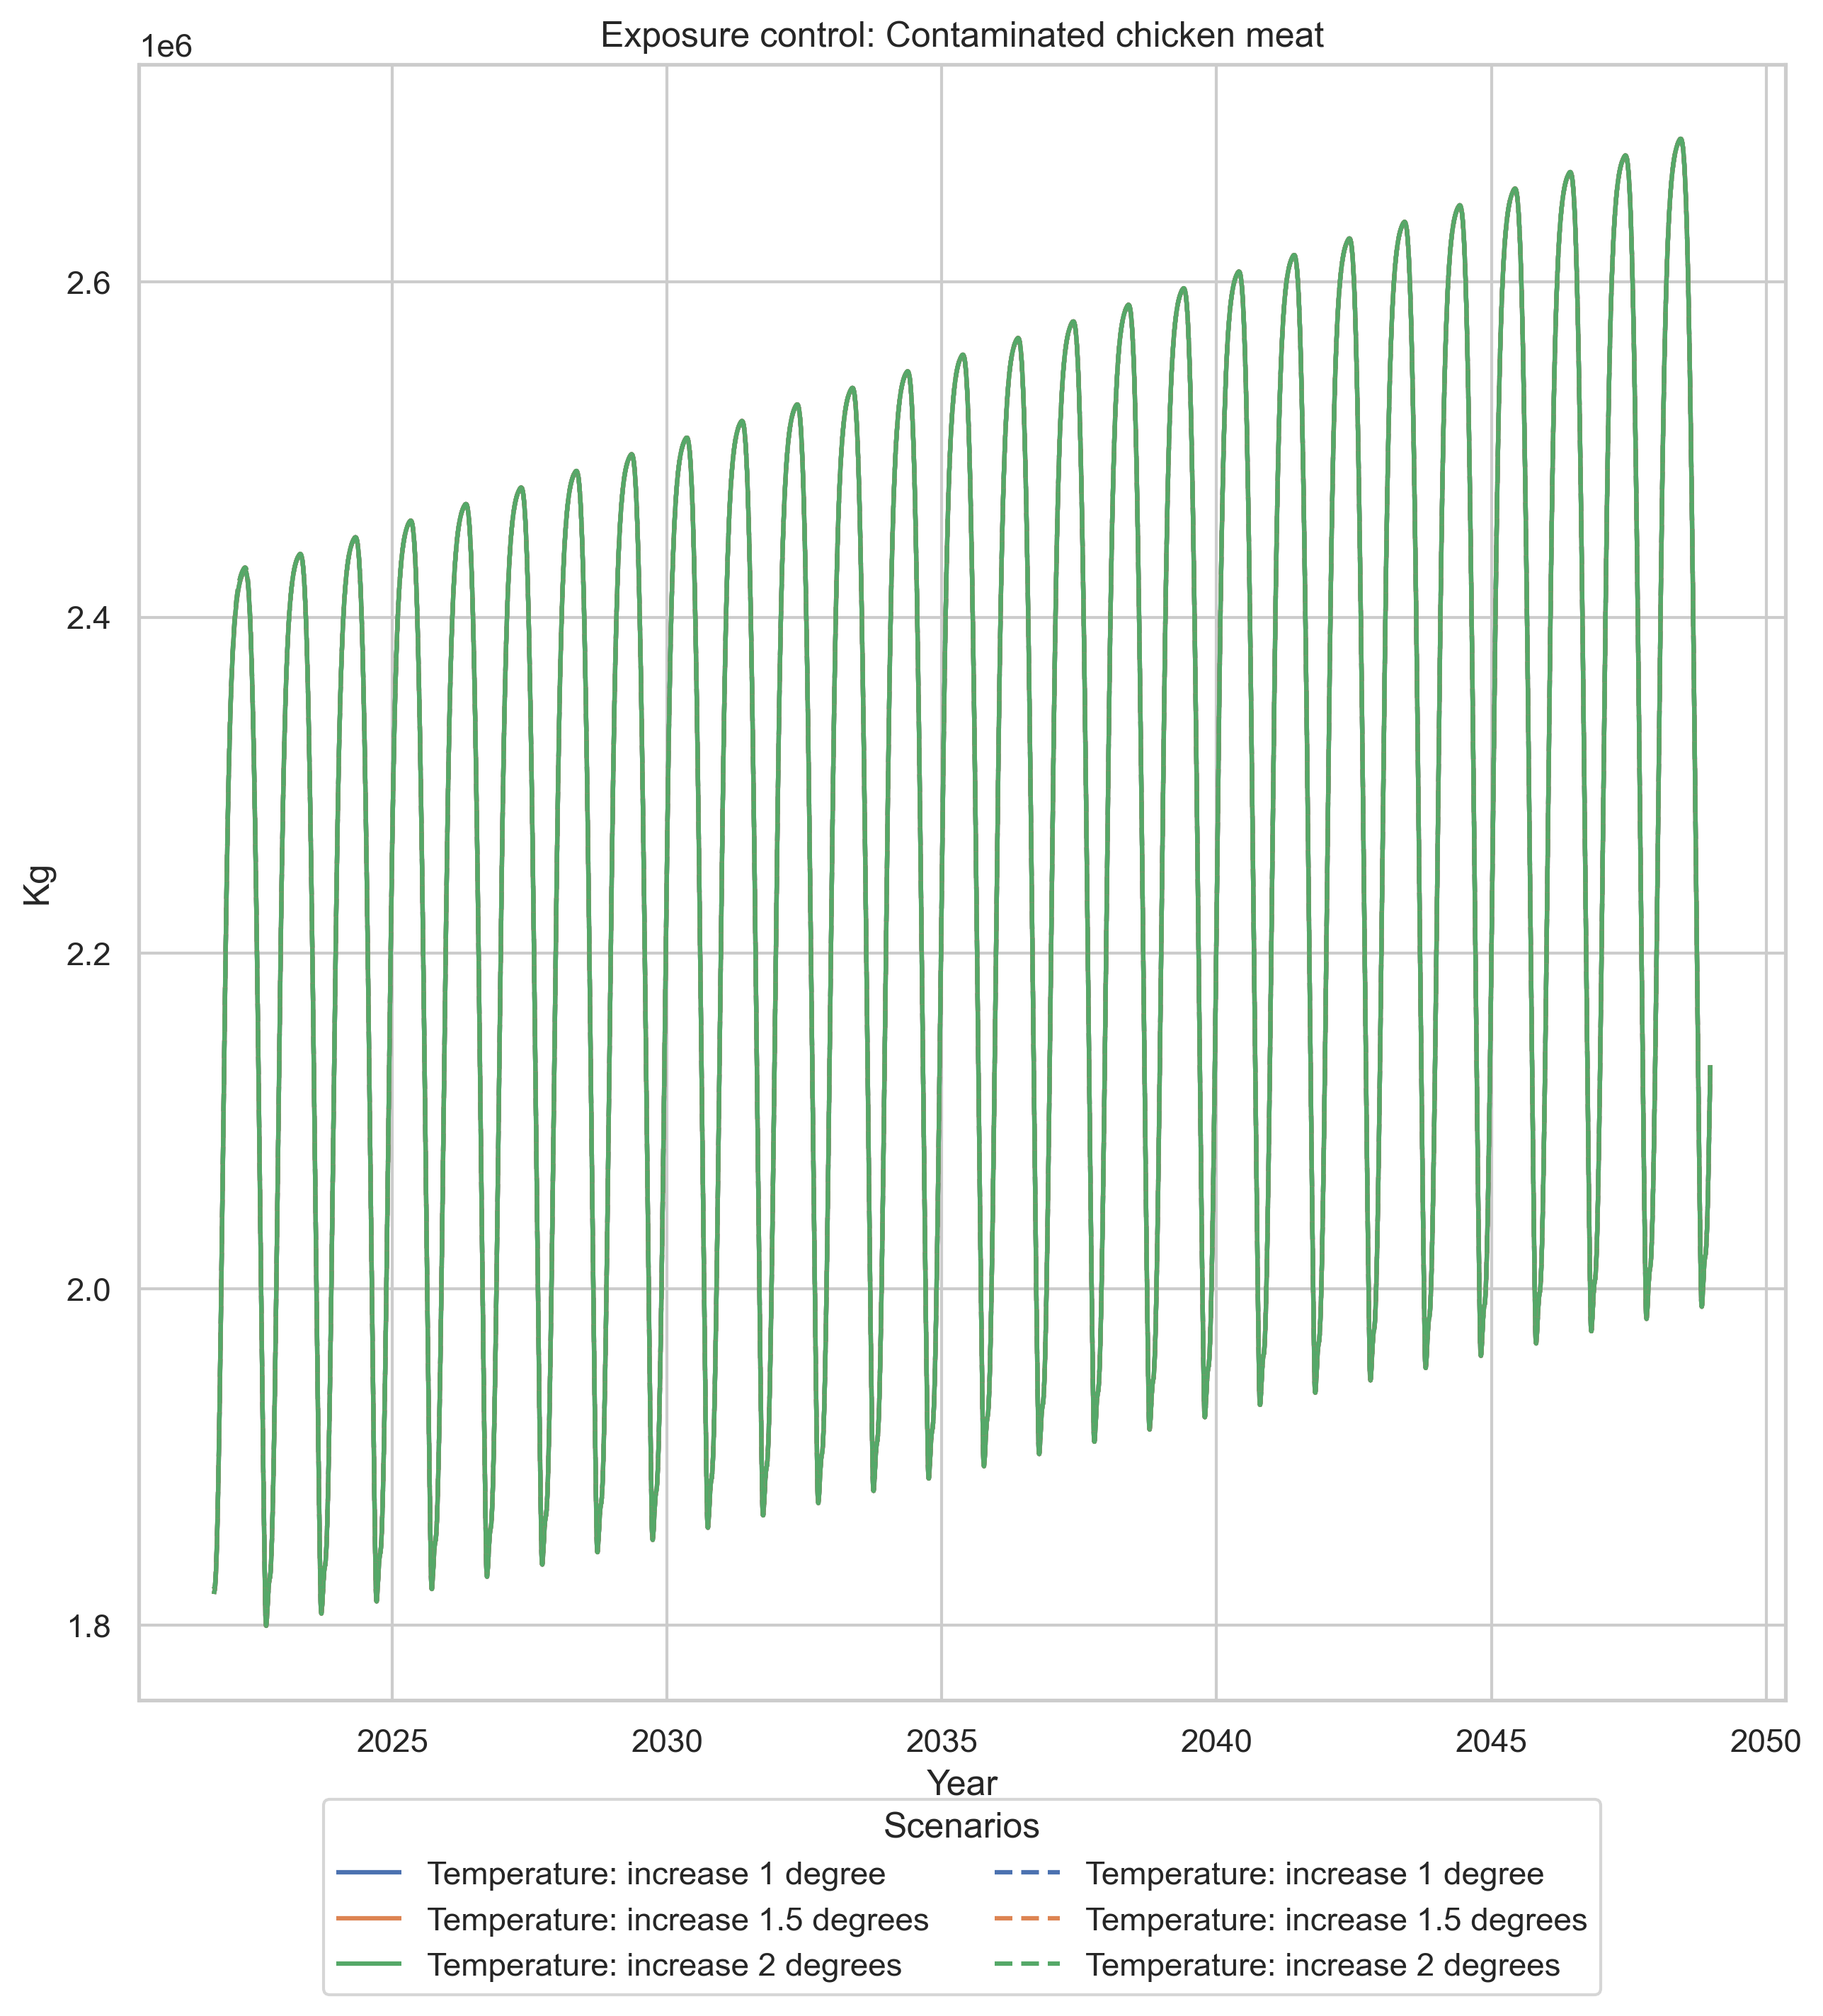 Exposure control: Contaminated chicken meat
1e6
2.6
2.4
2.2
2.0
1.8
Kg
2025 2030 2035 2040 2045 2050
Year
Scenarios
Temperature: increase 1 degree Temperature: increase 1 degree
Temperature: increase 1.5 degrees Temperature: increase 1.5 degrees
Temperature: increase 2 degrees Temperature: increase 2 degrees